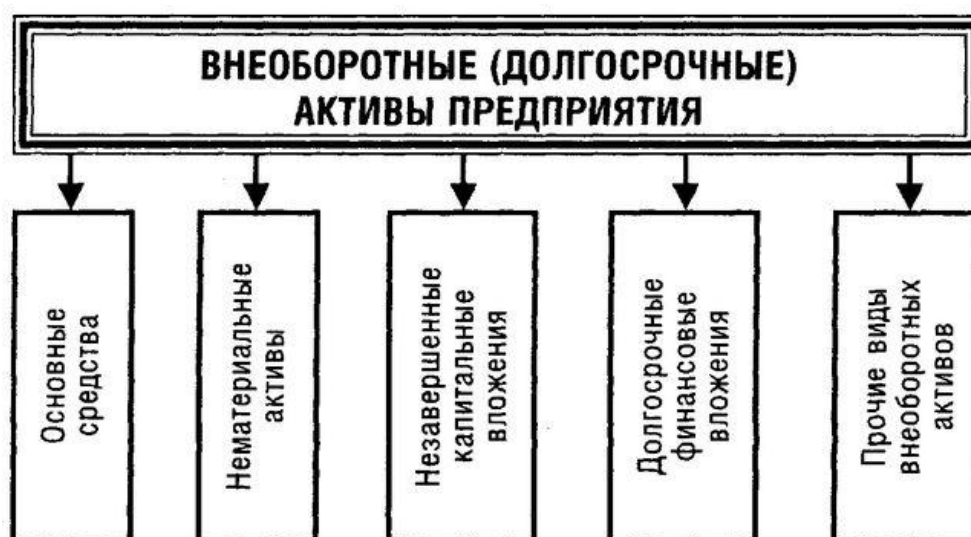 ВНЕОБОРОТНЫЕ (ДОЛГОСРОЧНЫЕ)
АКТИВЫ ПРЕДПРИЯТИЯ
Основные
средства
Нематериальные
активы
Незавершенные
капитальные
вложения
Долгосрочные
финансовые
вложения
Прочие виды
внеоборотных
активов